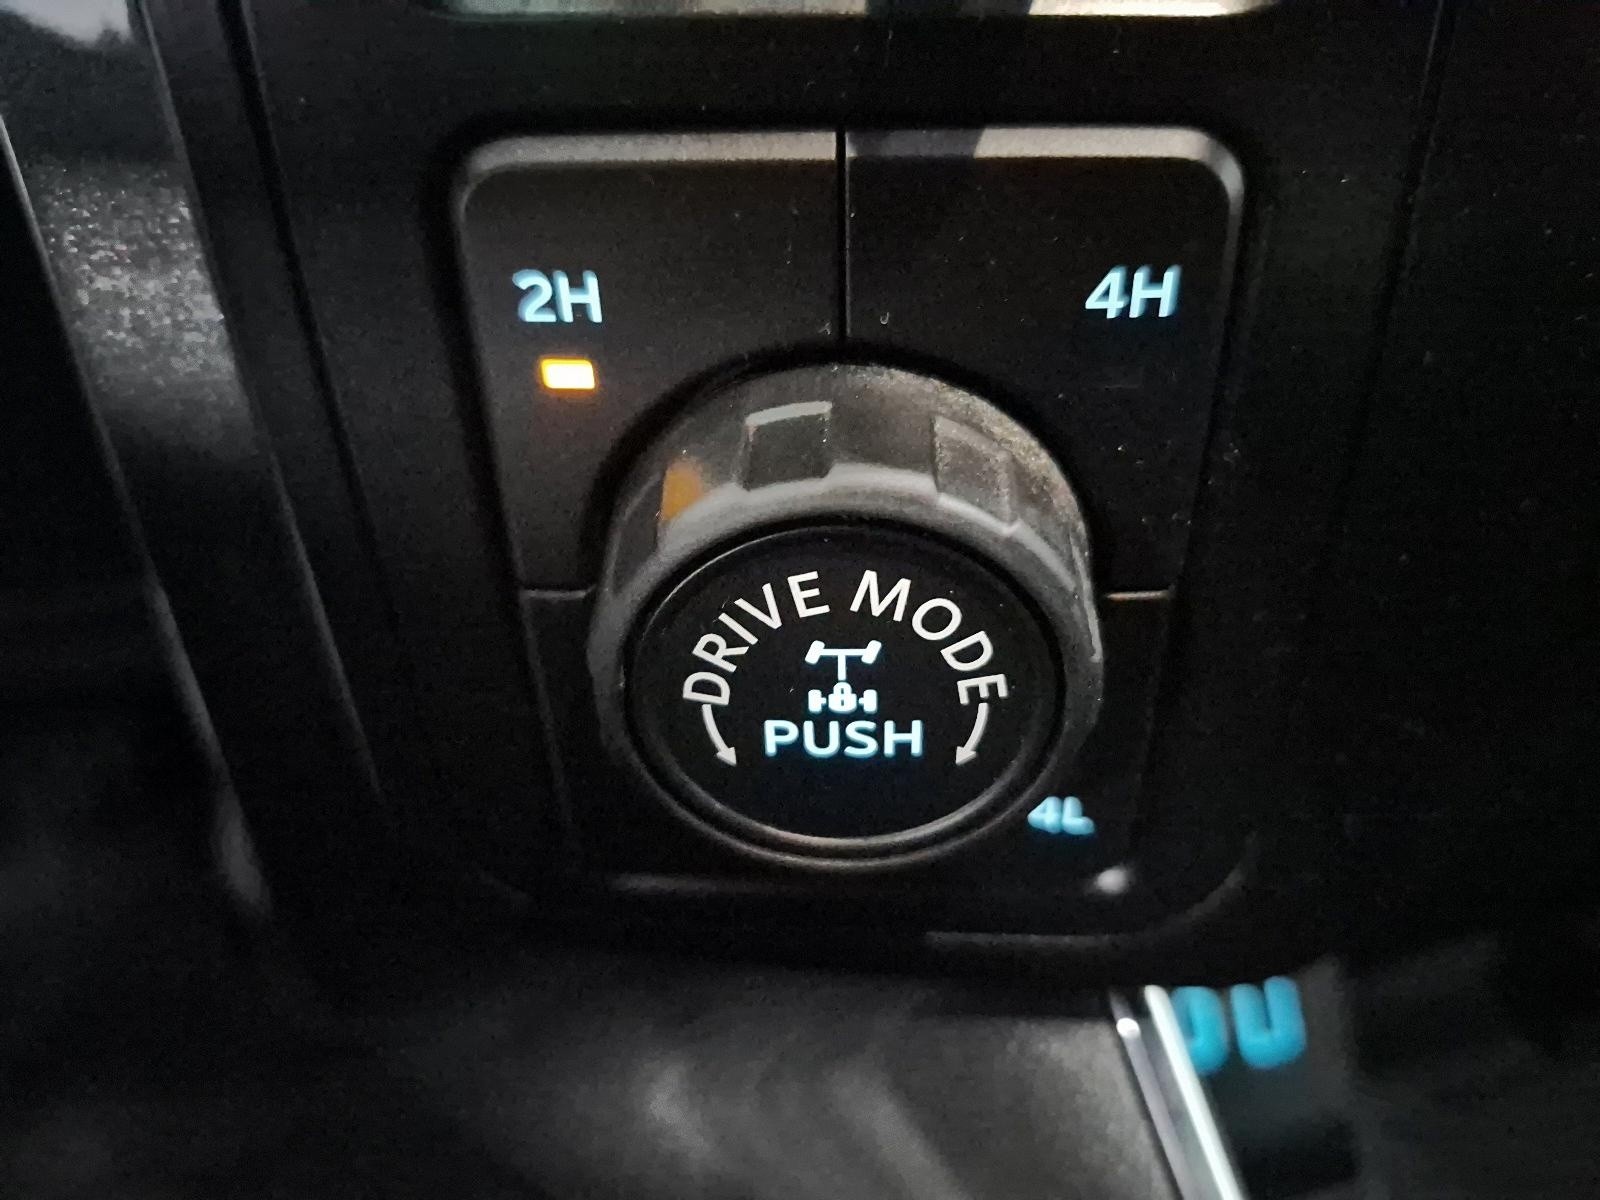 2H
4H
DRIVE MODE
PUSH
4L